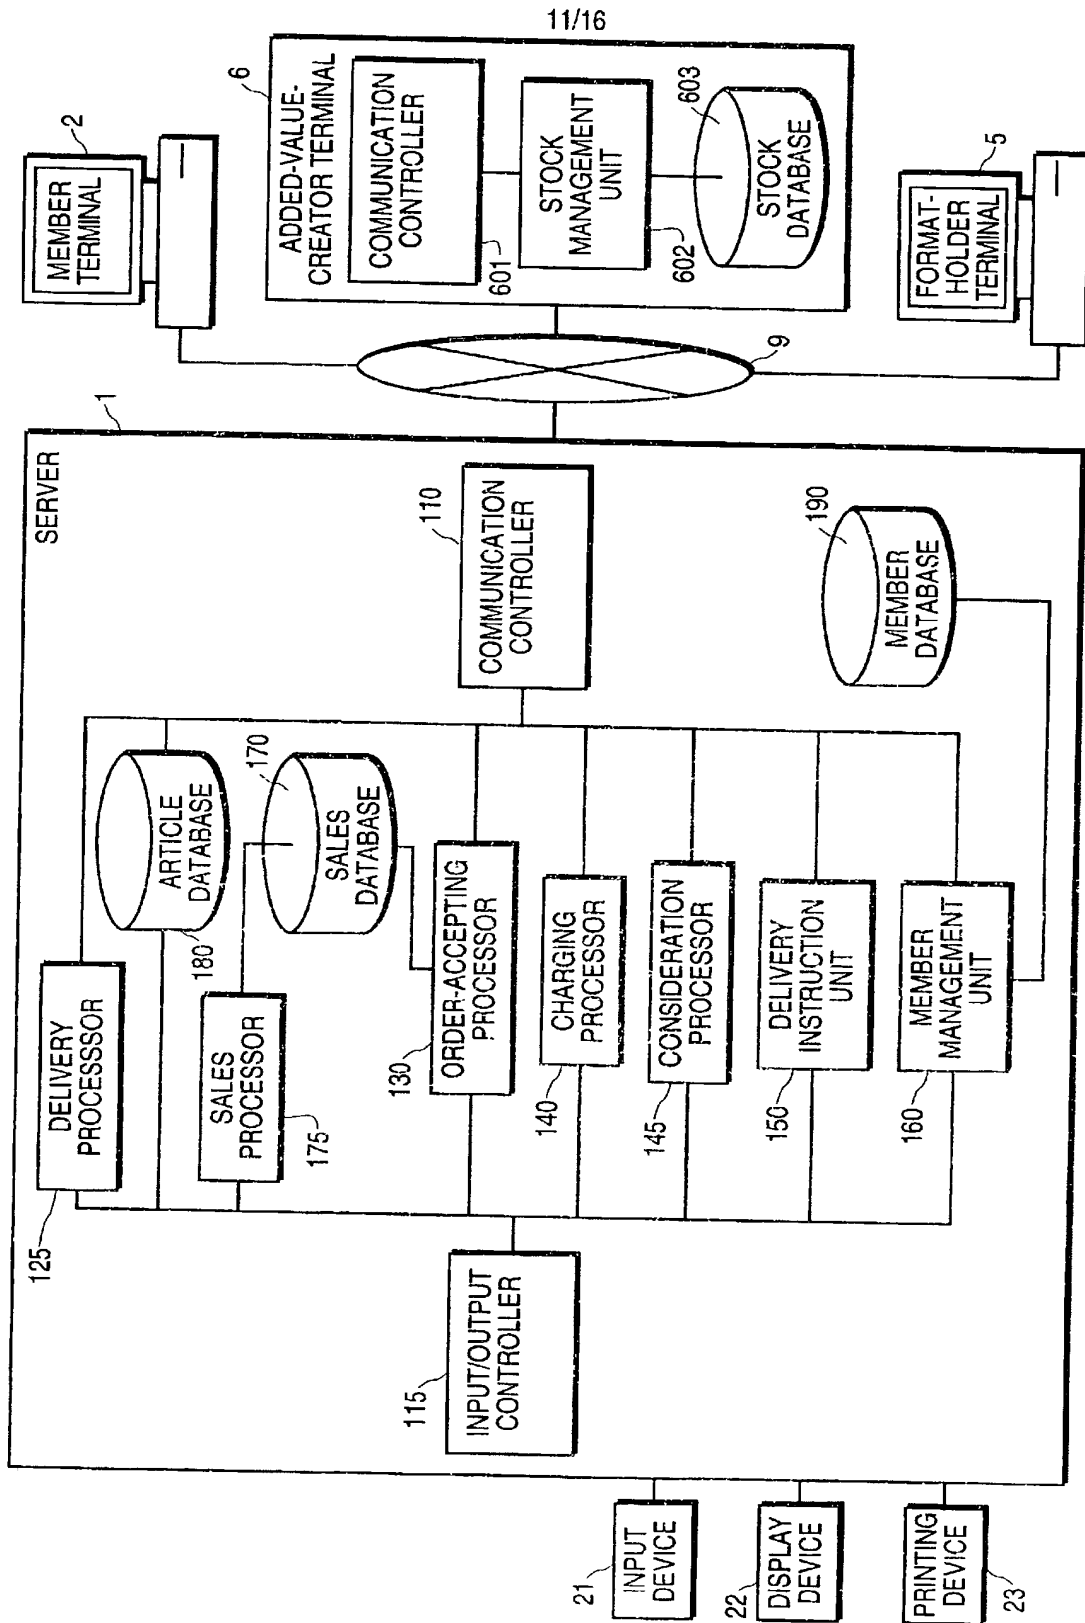 11/16
SERVER
1
DELIVERY
PROCESSSOR
125
ARTICLE
DATABASE
180
SALES
PROCESSOR
175
SALES
DATABASE
170
ORDER-ACCEPTING
PROCESSOR
130
CHARGING
PROCESSOR
140
CONSIDERATION
PROCESSOR
145
DELIVERY
INSTRUCTION
UNIT
150
MEMBER
MANAGEMENT
UNIT
160
INPUT/OUTPUT
CONTROLLER
115
COMMUNICATION
CONTROLLER
110
MEMBER
DATABASE
190
INPUT
DEVICE
21
DISPLAY
DEVICE
22
PRINTING
DEVICE
23
MEMBER
TERMINAL
2
ADDED-VALUE-
CREATOR TERMINAL
6
COMMUNICATION
CONTROLLER
601
STOCK
MANAGEMENT
UNIT
602
STOCK
DATABASE
603
9
FORMAT-
HOLDER
TERMINAL
5